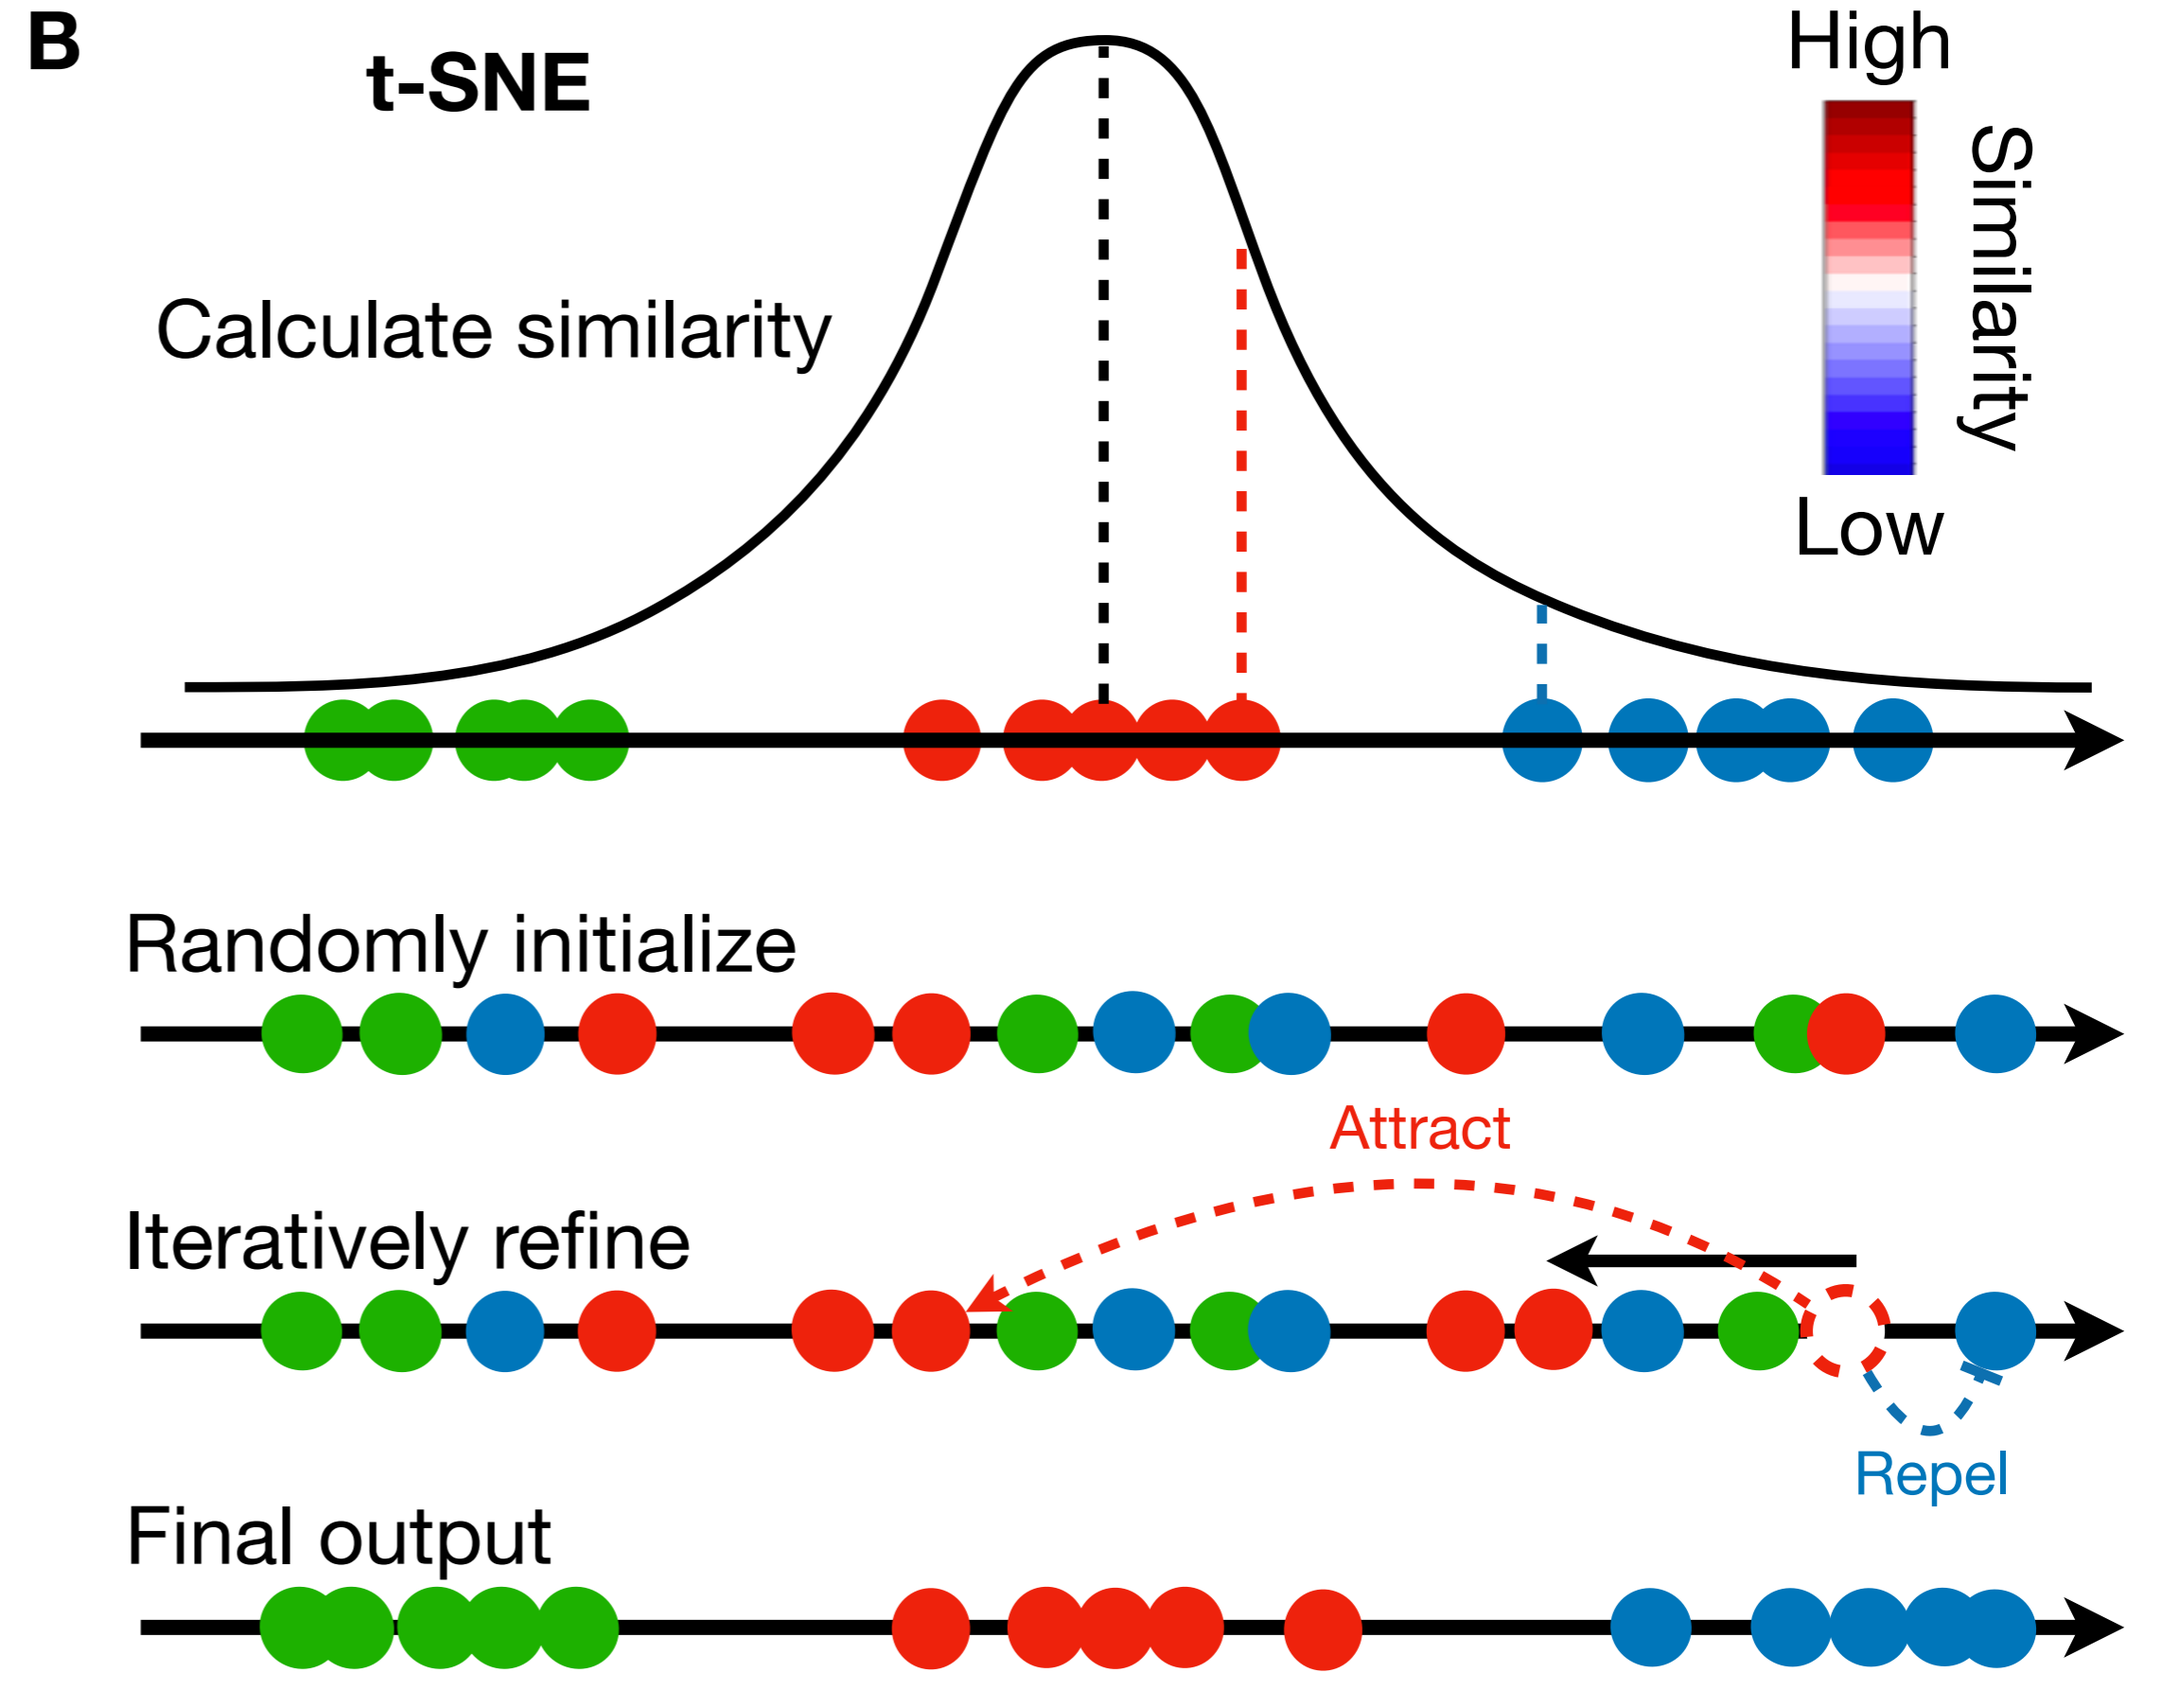 B
t-SNE
High
Similarity
Low
Calculate similarity
Randomly initialize
Attract
Iteratively refine
Repel
Final output